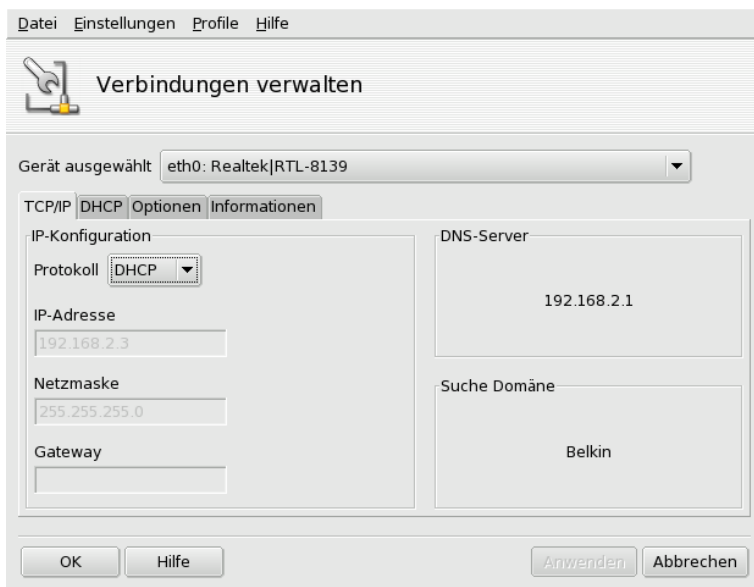 Datei Einstellungen Profile Hilfe
Verbindungen verwalten
Gerät ausgewählt eth0: Realtek|RTL-8139
TCP/IP DHCP Optionen Informationen
IP-Konfiguration
Protokoll DHCP
IP-Adresse
192.168.2.3
Netzmaske
255.255.255.0
Gateway
DNS-Server
192.168.2.1
Suche Domäne
Belkin
OK Hilfe Anwenden Abbrechen